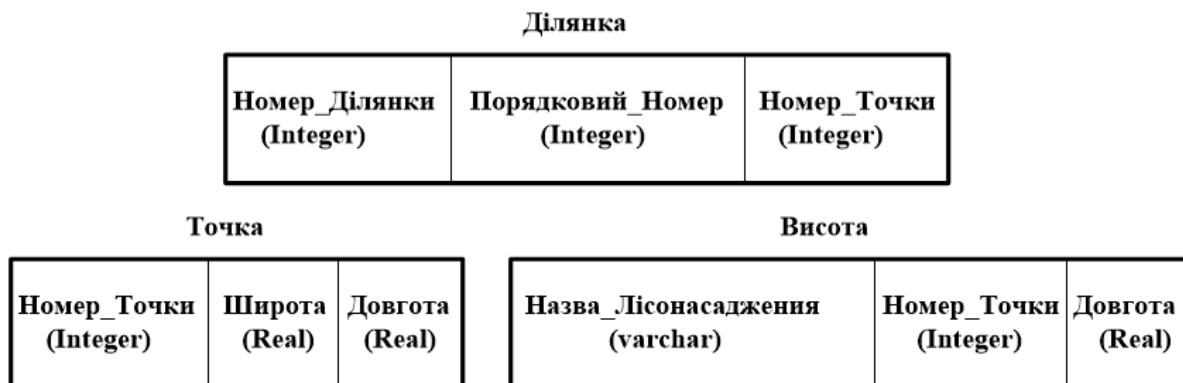 Ділянка
Номер_Ділянки Порядковий_Номер Номер_Точки
(Integer) (Integer) (Integer)
Точка Висота
Номер_Точки Широта Довгота Назва_Лісонасаджения Номер_Точки Довгота
(Integer) (Real) (Real) (varchar) (Integer) (Real)